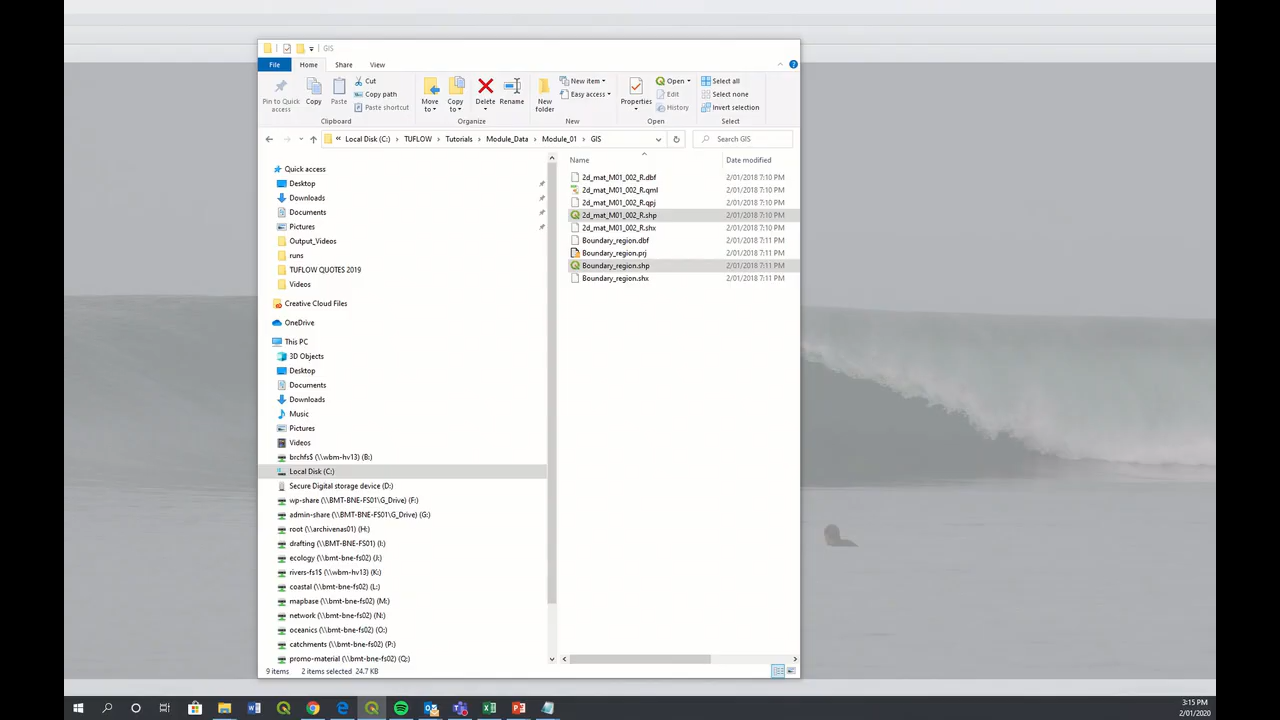 GIS
File Home Share View
Pin to Quick access
Copy
Paste
Cut
Copy path
Paste shortcut
Clipboard
Move to
Copy to
Delete
Rename
Organize
New folder
New item
Easy access
New
Properties
Open
Edit
History
Open
Select all
Select none
Invert selection
Select
« Local Disk (C:) > TUFLOW > Tutorials > Module_Data > Module_01 > GIS
Search GIS
Quick access
Desktop
Downloads
Documents
Pictures
Output_Videos
runs
TUFLOW QUOTES 2019
Videos
Creative Cloud Files
OneDrive
This PC
3D Objects
Desktop
Documents
Downloads
Music
Pictures
Videos
brchfs$ (\\wbm-hv13) (B:)
Local Disk (C:)
Secure Digital storage device (D:)
wp-share (\\BMT-BNE-FS01\G_Drive) (F:)
admin-share (\\BMT-BNE-FS01\G_Drive) (G:)
root (\\archivenas01) (H:)
drafting (\\BMT-BNE-FS01) (I:)
ecology (\\bmt-bne-fs02) (J:)
rivers-fs1$ (\\wbm-hv13) (K:)
coastal (\\bmt-bne-fs02) (L:)
mapbase (\\bmt-bne-fs02) (M:)
network (\\bmt-bne-fs02) (N:)
oceanics (\\bmt-bne-fs02) (O:)
catchments (\\bmt-bne-fs02) (P:)
promo-material (\\bmt-bne-fs02) (Q:)
Name Date modified
2d_mat_M01_002_R.dbf 2/01/2018 7:10 PM
2d_mat_M01_002_R.qml 2/01/2018 7:10 PM
2d_mat_M01_002_R.qpj 2/01/2018 7:10 PM
2d_mat_M01_002_R.shp 2/01/2018 7:10 PM
2d_mat_M01_002_R.shx 2/01/2018 7:10 PM
Boundary_region.dbf 2/01/2018 7:11 PM
Boundary_region.prj 2/01/2018 7:11 PM
Boundary_region.shp 2/01/2018 7:11 PM
Boundary_region.shx 2/01/2018 7:11 PM
9 items 2 items selected 24.7 KB
3:15 PM
2/01/2020